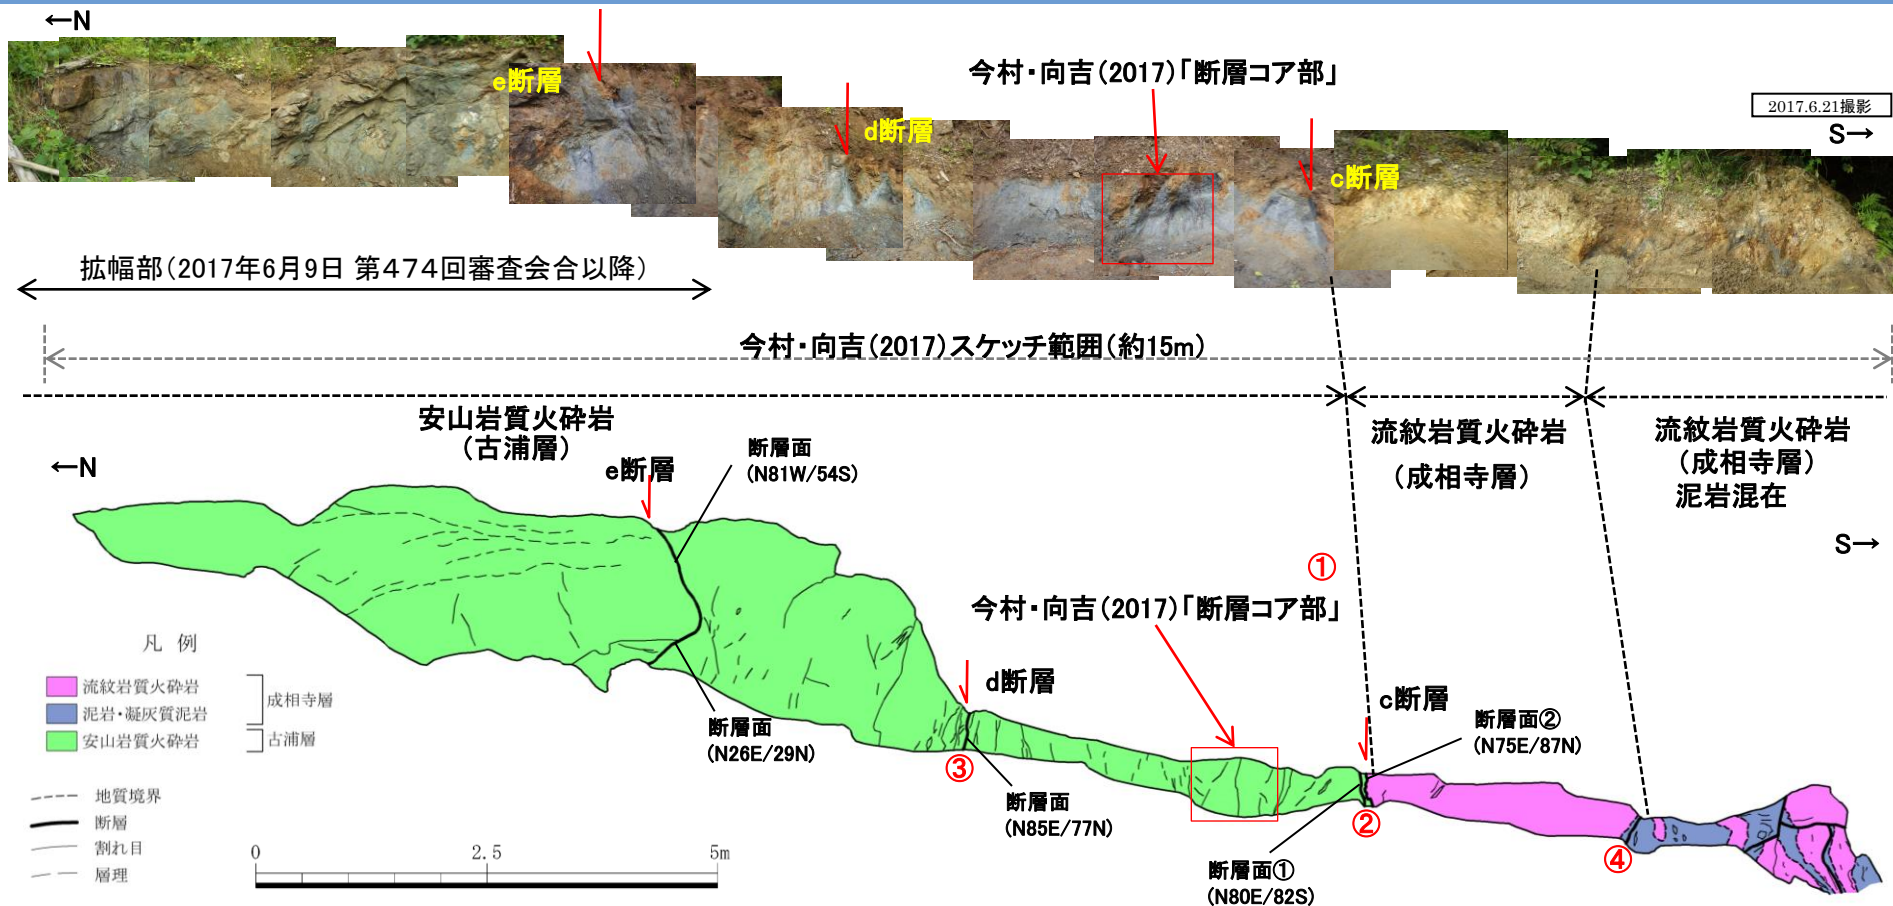 ←N
e断層
d断層
今村・向吉(2017)「断層コア部」
c断層
2017.6.21撮影
S→
拡幅部(2017年6月9日 第474回審査会合以降)
今村・向吉(2017)スケッチ範囲(約15m)
安山岩質火砕岩
(古浦層)
流紋岩質火砕岩
(成相寺層)
流紋岩質火砕岩
(成相寺層)
泥岩混在
←N
S→
e断層
断層面
(N81W/54S)
①
今村・向吉(2017)「断層コア部」
d断層
c断層
断層面②
(N75E/87N)
断層面
(N26E/29N)
③
断層面
(N85E/77N)
②
断層面①
(N80E/82S)
④
凡 例
流紋岩質火砕岩
泥岩・凝灰質泥岩
成相寺層
安山岩質火砕岩
古浦層
地質境界
断層
割れ目
層理
0 2.5 5m